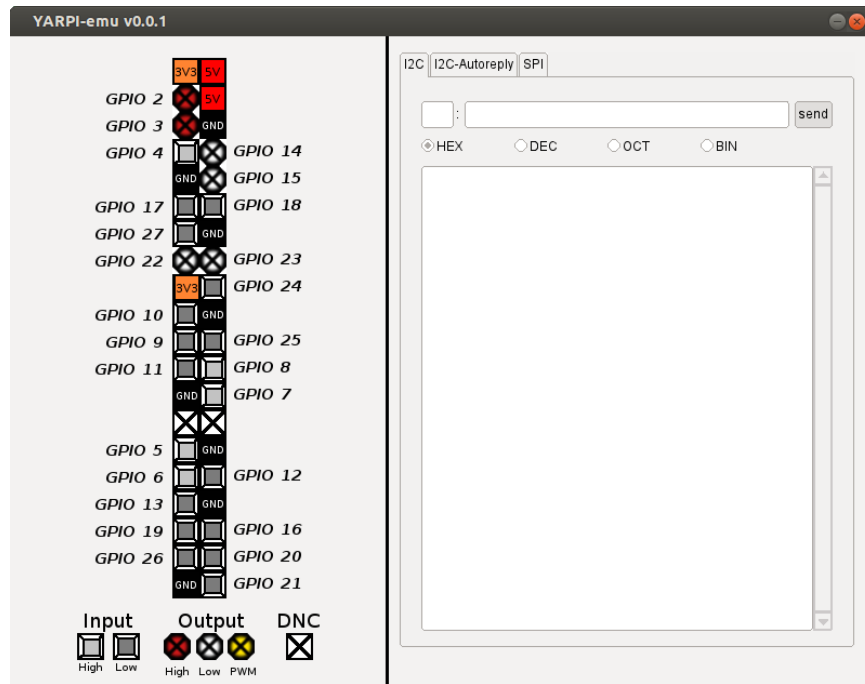 YARPI-emu v0.0.1
3V3 5V
GPIO 2 5V
GPIO 3 GND
GPIO 4 GPIO 14
GND GPIO 15
GPIO 17 GPIO 18
GPIO 27 GND
GPIO 22 GPIO 23
3V3 GPIO 24
GPIO 10 GND
GPIO 9 GPIO 25
GPIO 11 GPIO 8
GND GPIO 7
GPIO 5 GND
GPIO 6 GPIO 12
GPIO 13 GND
GPIO 19 GPIO 16
GPIO 26 GPIO 20
GND GPIO 21
Input Output DNC
High Low High Low PWM
I2C I2C-Autoreply SPI
: send
HEX DEC OCT BIN